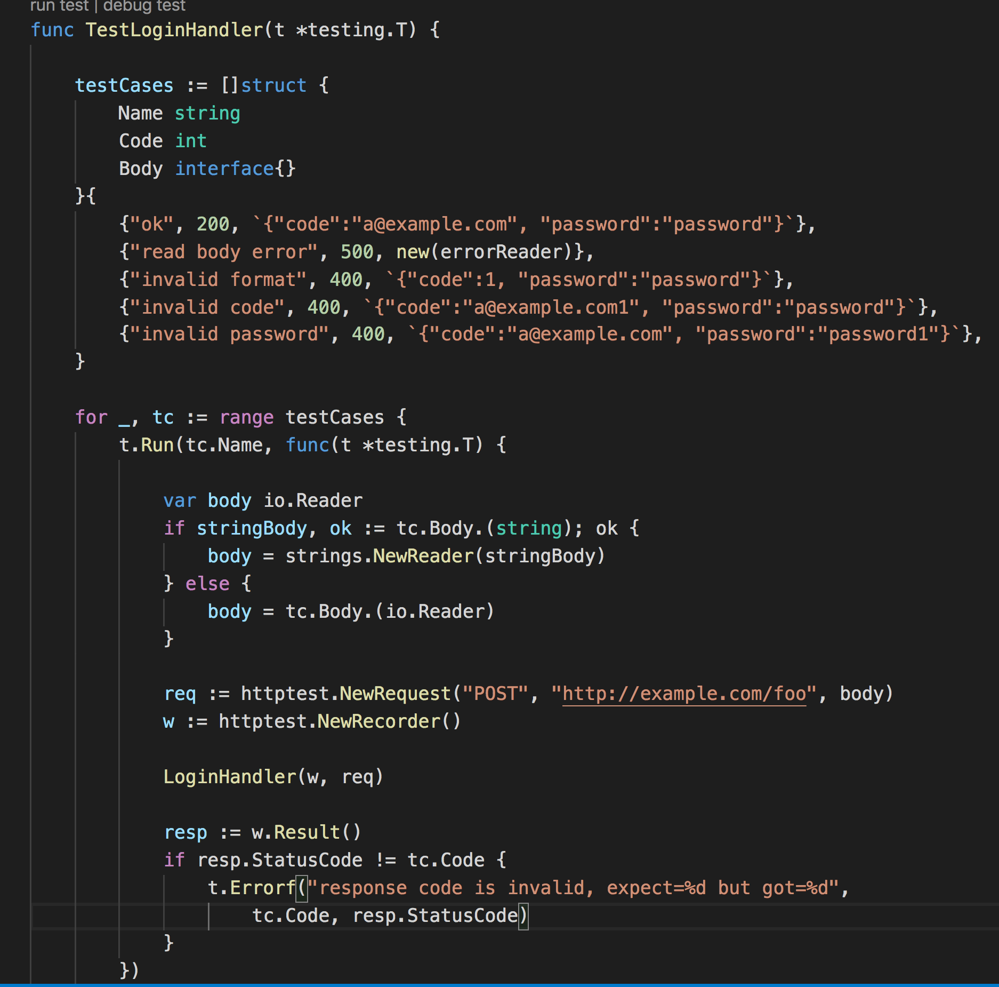 run test | debug test
func TestLoginHandler(t *testing.T) {
testCases := []struct {
Name string
Code int
Body interface{}
}{
{"ok", 200, `{"code":"a@example.com", "password":"password"}`},
{"read body error", 500, new(errorReader)},
{"invalid format", 400, `{"code":1, "password":"password"}`},
{"invalid code", 400, `{"code":"a@example.com1", "password":"password"}`},
{"invalid password", 400, `{"code":"a@example.com", "password":"password1"}`},
}
for _, tc := range testCases {
t.Run(tc.Name, func(t *testing.T) {
var body io.Reader
if stringBody, ok := tc.Body.(string); ok {
body = strings.NewReader(stringBody)
} else {
body = tc.Body.(io.Reader)
}
req := httptest.NewRequest("POST", "http://example.com/foo", body)
w := httptest.NewRecorder()
LoginHandler(w, req)
resp := w.Result()
if resp.StatusCode != tc.Code {
t.Errorf("response code is invalid, expect=%d but got=%d",
tc.Code, resp.StatusCode)
}
})